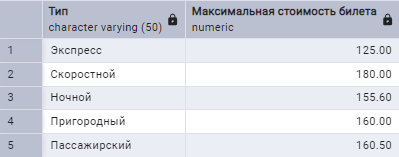 Тип Максимальная стоимость билета
character varying (50) numeric
1 Экспресс 125.00
2 Скоростной 180.00
3 Ночной 155.60
4 Пригородный 160.00
5 Пассажирский 160.50